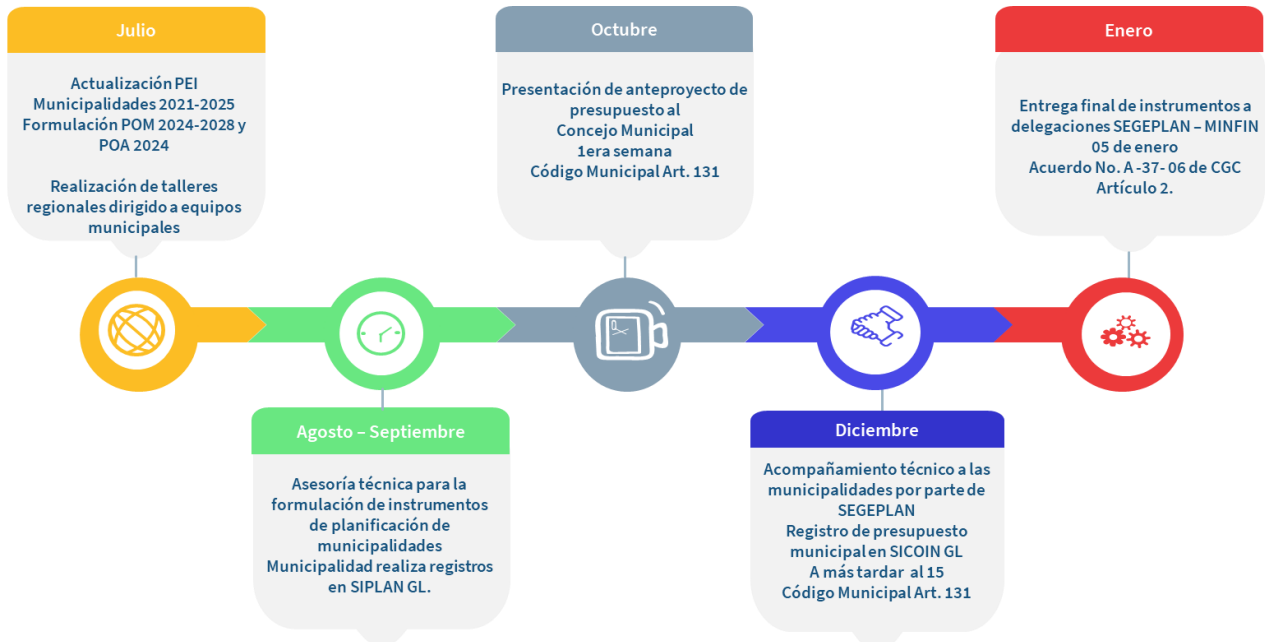 Julio
Actualización PEI
Municipalidades 2021-2025
Formulación POM 2024-2028 y
POA 2024
Realización de talleres
regionales dirigido a equipos
municipales
Agosto – Septiembre
Asesoría técnica para la
formulación de instrumentos
de planificación de
municipalidades
Municipalidad realiza registros
en SIPLAN GL.
Octubre
Presentación de anteproyecto de
presupuesto al
Concejo Municipal
1era semana
Código Municipal Art. 131
Diciembre
Acompañamiento técnico a las
municipalidades por parte de
SEGEPLAN
Registro de presupuesto
municipal en SICOIN GL
A más tardar al 15
Código Municipal Art. 131
Enero
Entrega final de instrumentos a
delegaciones SEGEPLAN – MINFIN
05 de enero
Acuerdo No. A -37- 06 de CGC
Artículo 2.